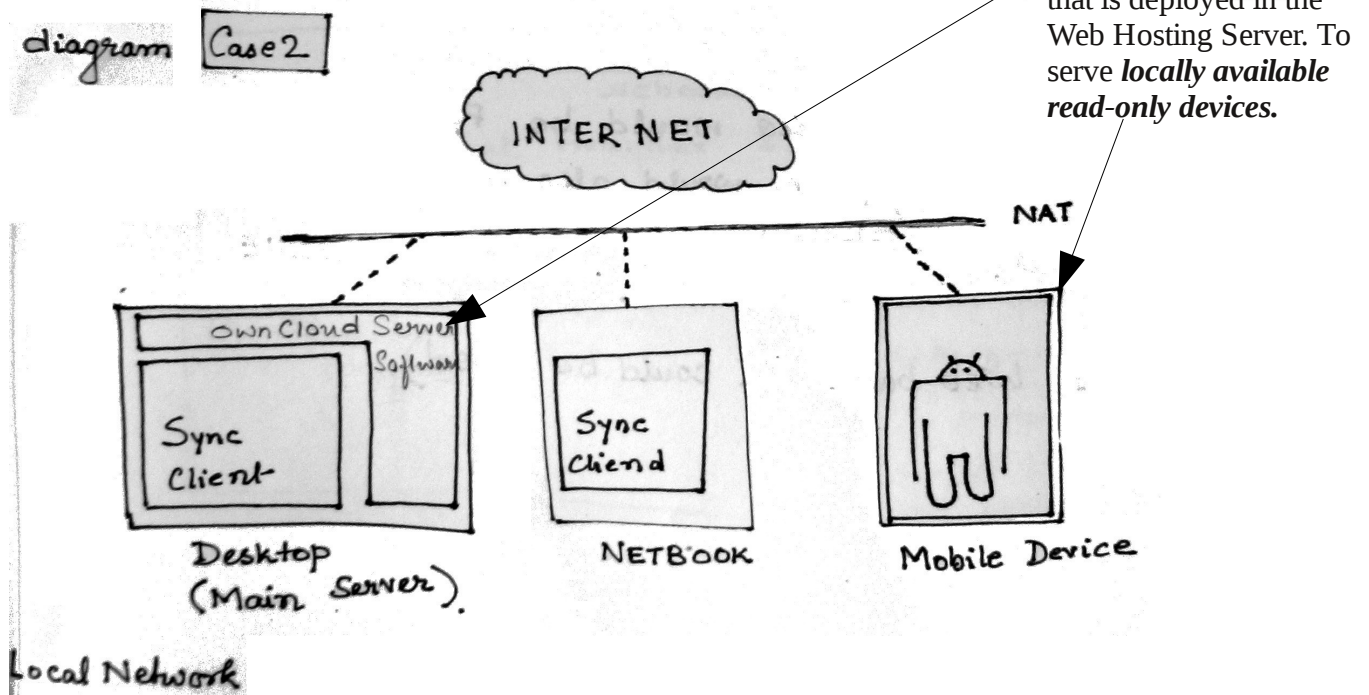 that is deployed in the
Web Hosting Server. To
serve locally available
read-only devices.
diagram Case2
INTERNET
NAT
OwnCloud Server
Software
Sync
Client
Sync
Cliend
Desktop
(Main Server).
NETBOOK
Mobile Device
Local Network